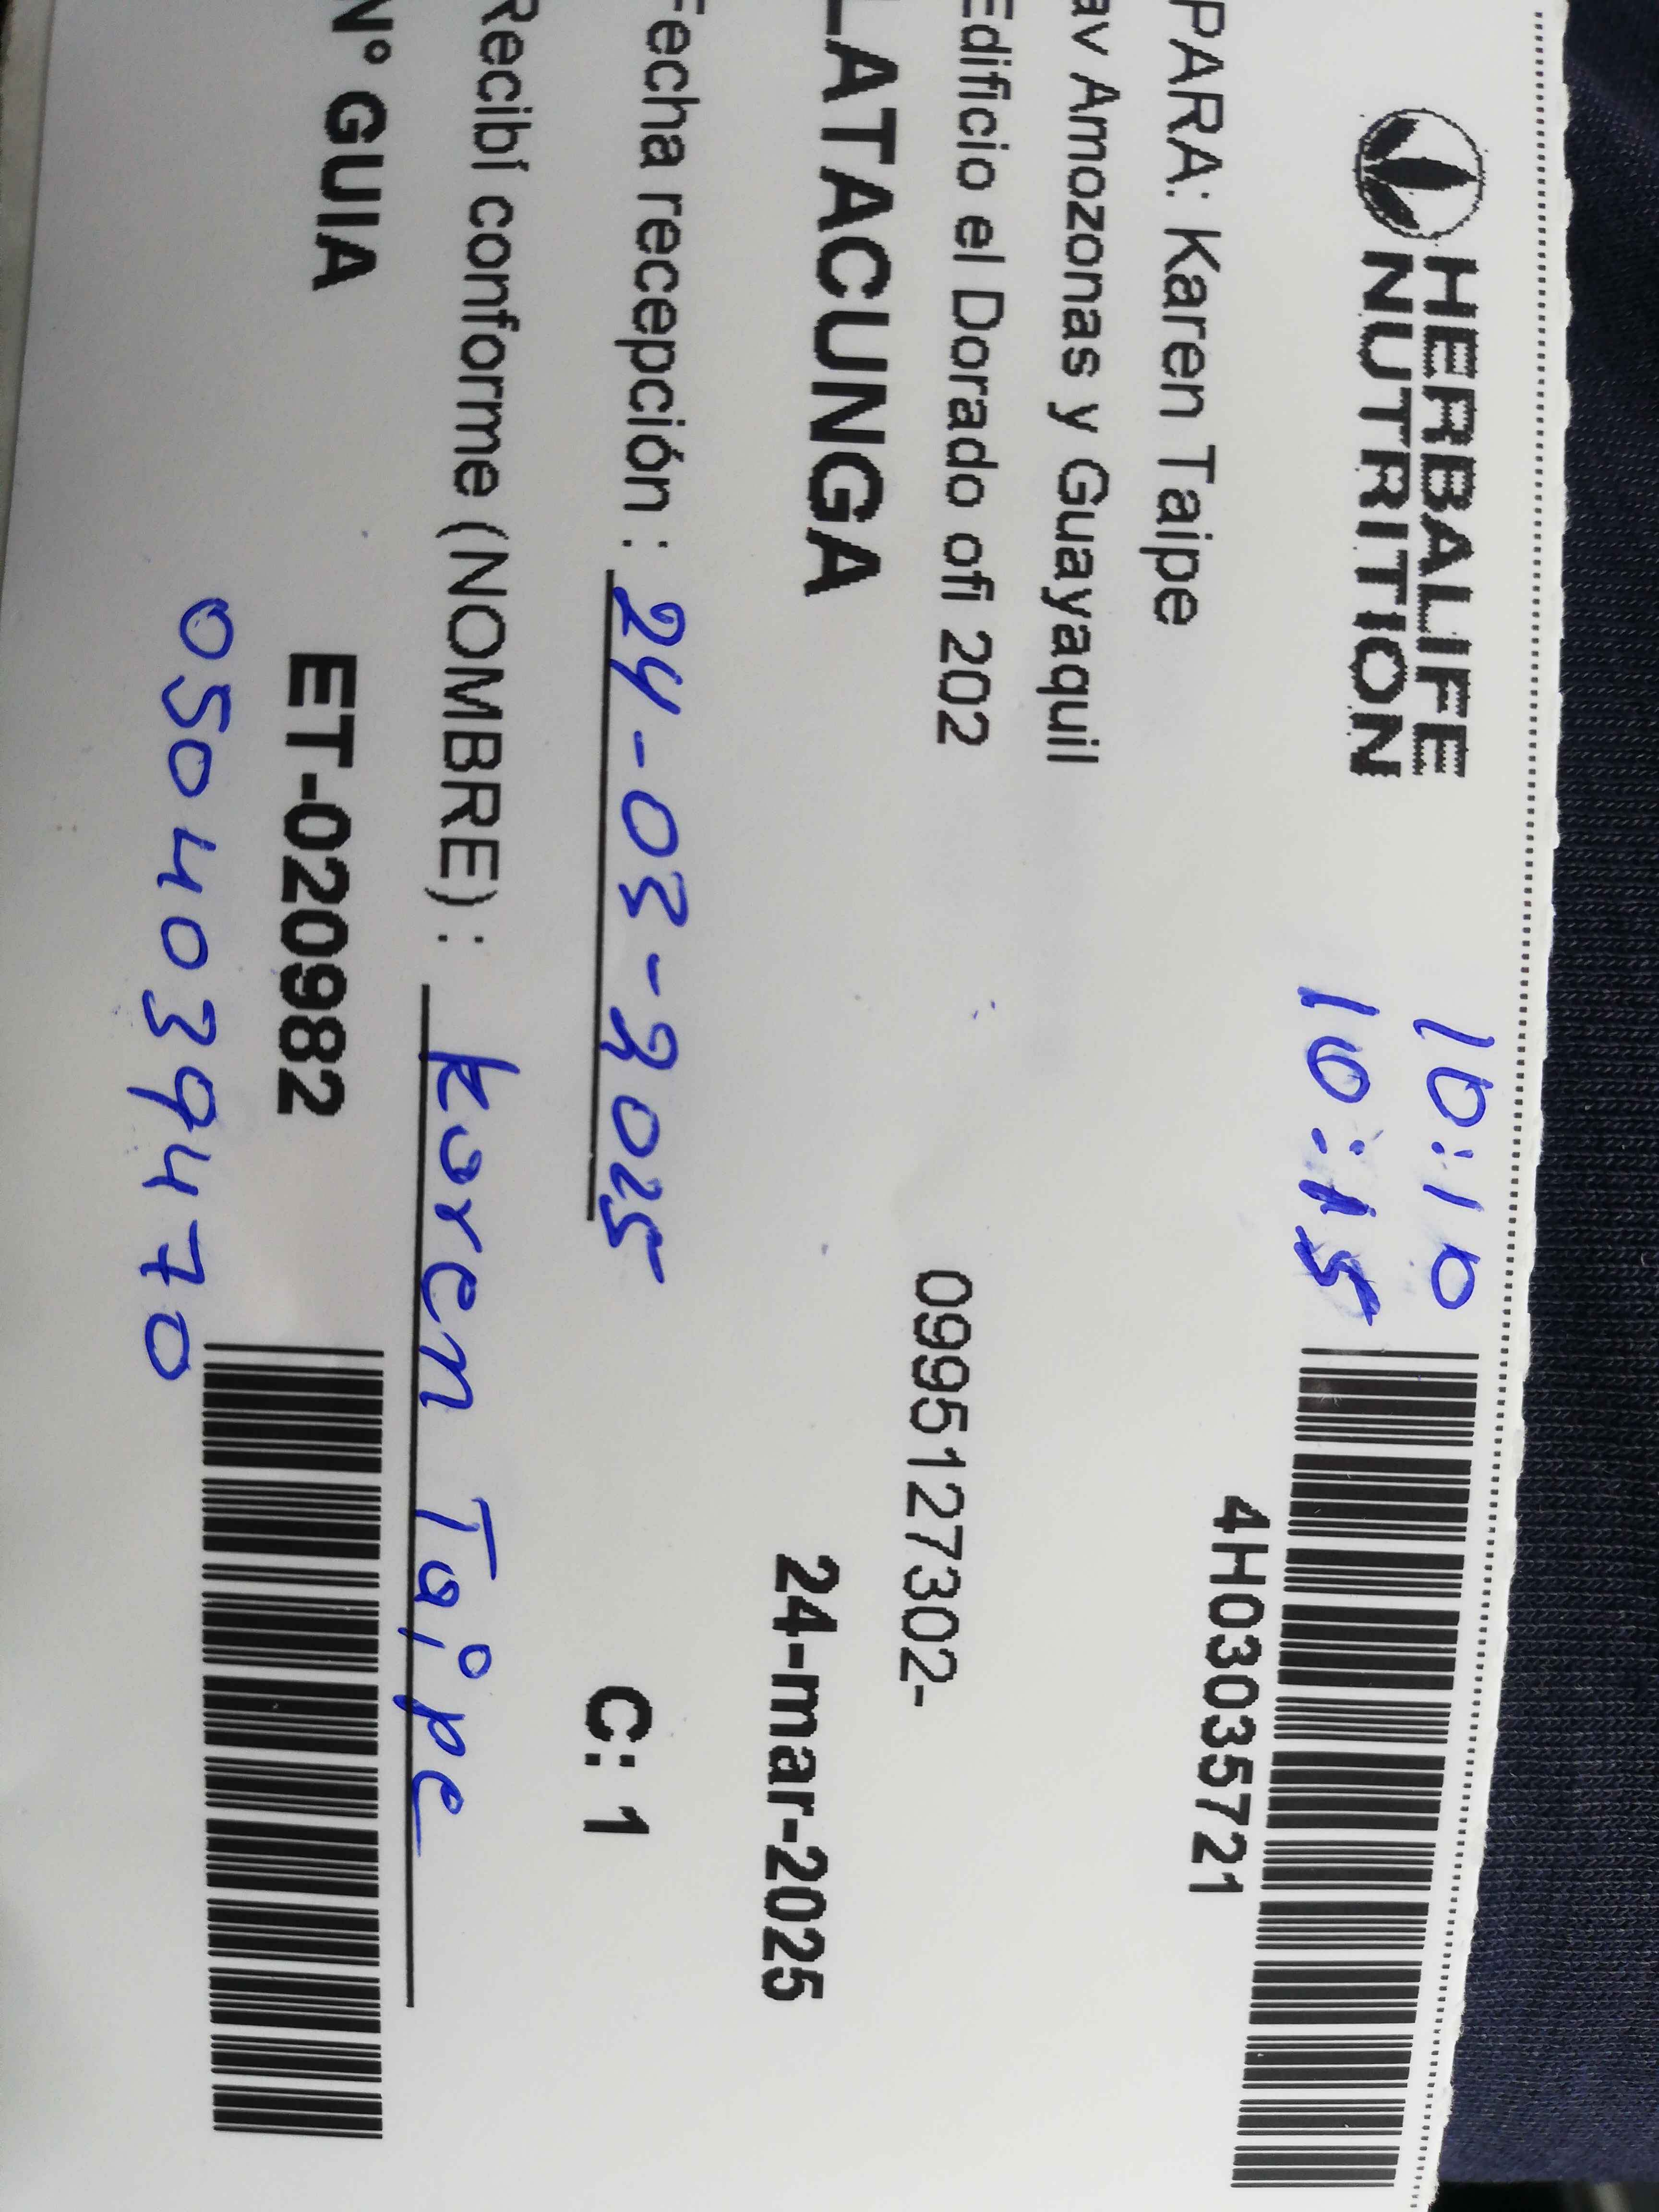 HERBALIFE
NUTRITION
10:10
10:15
4H03035721
PARA: Karen Taipe
av Amozonas y Guayaquil
Edificio el Dorado ofi 202
0995127302-
LATACUNGA
24-mar-2025
Fecha recepción : 24-03-2025
C: 1
Recibí conforme (NOMBRE): Karen Taipe
N° GUIA
ET-020982
0504039470